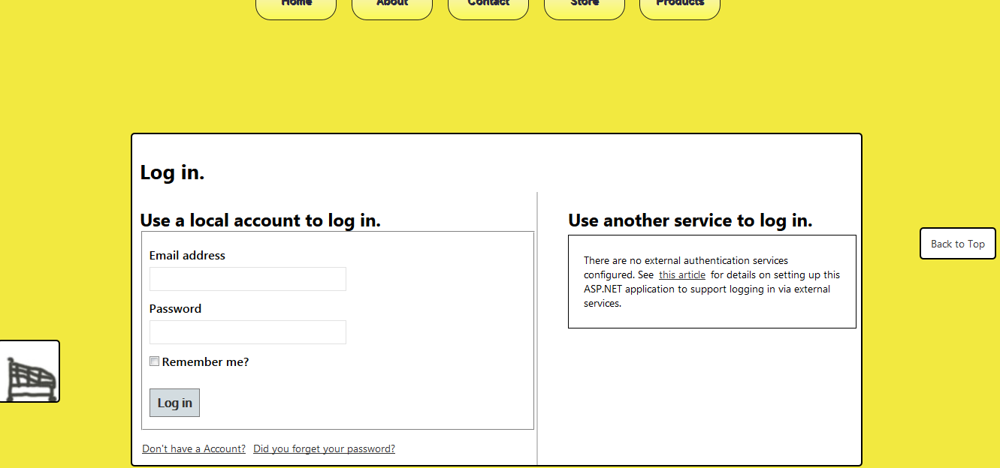 Home About Contact Store Products
Log in.
Use a local account to log in.
Use another service to log in.
Email address
Password
Remember me?
Log in
Don't have a Account? Did you forget your password?
There are no external authentication services
configured. See this article for details on setting up this
ASP.NET application to support logging in via external
services.
Back to Top